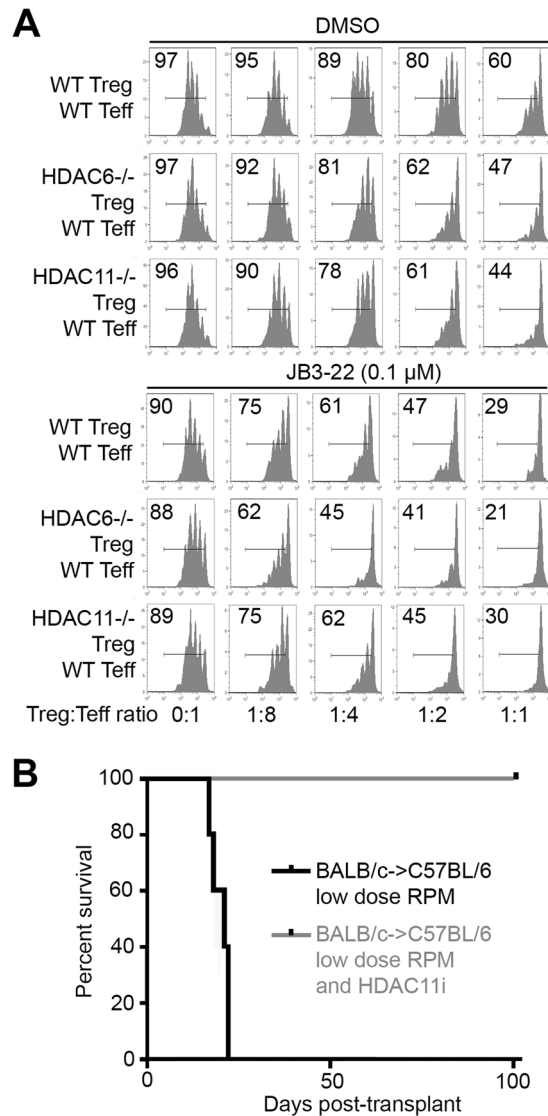 A
DMSO
WT Treg
WT Teff
97 95 89 80 60
HDAC6-/-
Treg
WT Teff
97 92 81 62 47
HDAC11-/-
Treg
WT Teff
96 90 78 61 44
JB3-22 (0.1 µM)
WT Treg
WT Teff
90 75 61 47 29
HDAC6-/-
Treg
WT Teff
88 62 45 41 21
HDAC11-/-
Treg
WT Teff
89 75 62 45 30
Treg:Teff ratio 0:1 1:8 1:4 1:2 1:1
B
100
80
60
40
20
0
Percent survival
BALB/c->C57BL/6
low dose RPM
BALB/c->C57BL/6
low dose RPM
and HDAC11i
0 50 100
Days post-transplant